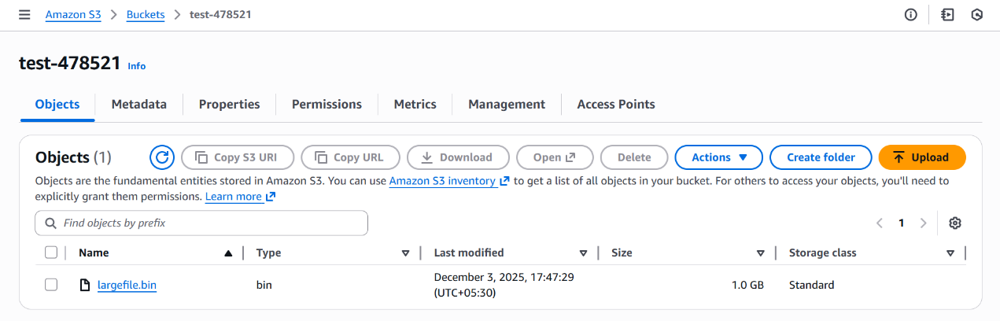 Amazon S3 > Buckets > test-478521
test-478521 Info
Objects Metadata Properties Permissions Metrics Management Access Points
Objects (1) Copy S3 URI Copy URL Download Open Delete Actions Create folder Upload
Objects are the fundamental entities stored in Amazon S3. You can use Amazon S3 inventory to get a list of all objects in your bucket. For others to access your objects, you'll need to
explicitly grant them permissions. Learn more
Find objects by prefix 1
Name Type Last modified Size Storage class
largefile.bin bin December 3, 2025, 17:47:29 1.0 GB Standard
(UTC+05:30)